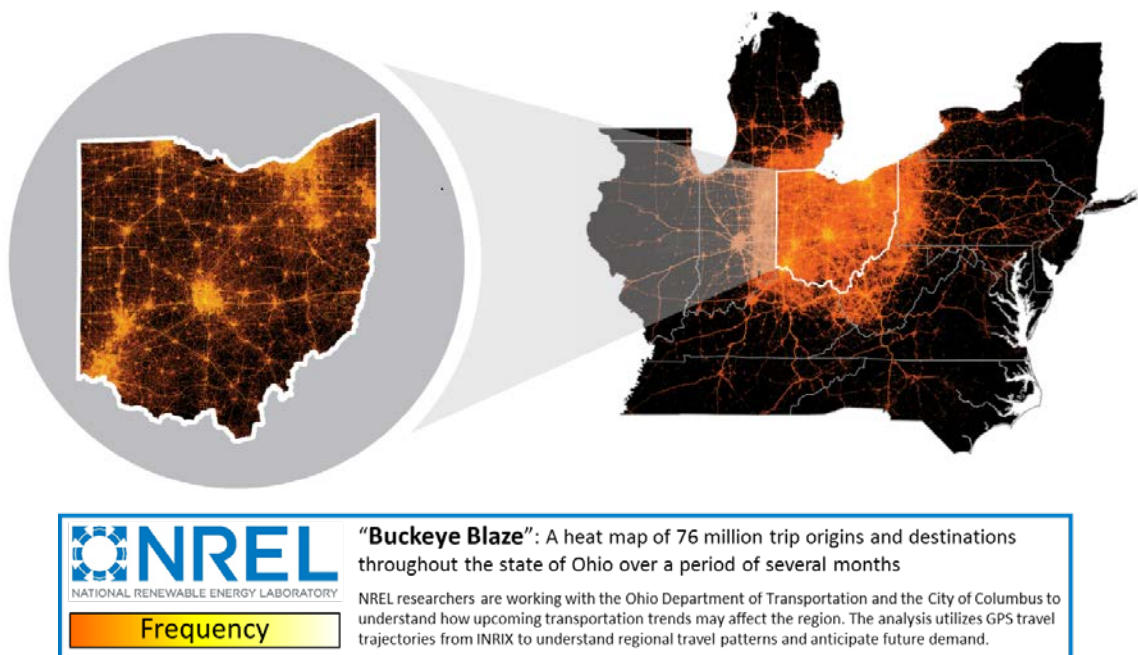 NREL
NATIONAL RENEWABLE ENERGY LABORATORY
Frequency
“Buckeye Blaze”: A heat map of 76 million trip origins and destinations
throughout the state of Ohio over a period of several months
NREL researchers are working with the Ohio Department of Transportation and the City of Columbus to
understand how upcoming transportation trends may affect the region. The analysis utilizes GPS travel
trajectories from INRIX to understand regional travel patterns and anticipate future demand.